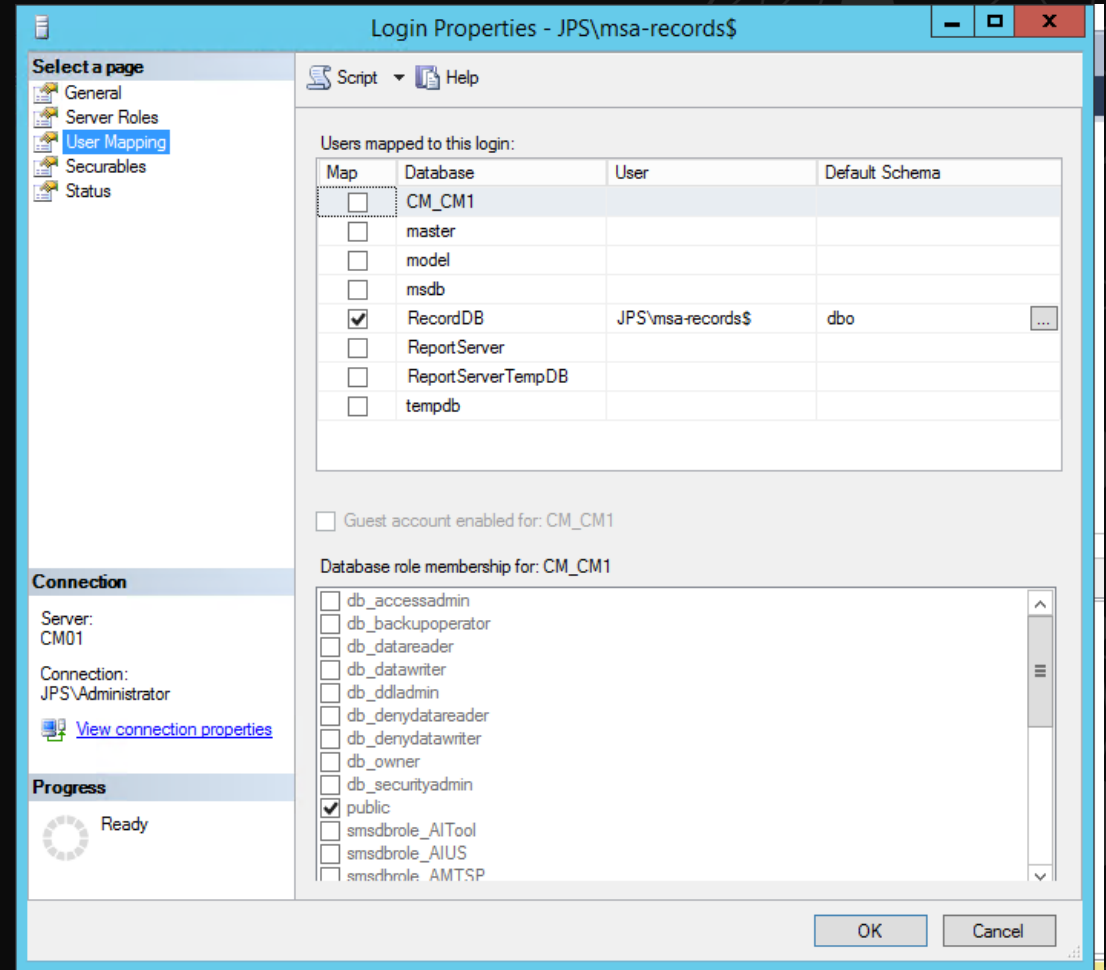 Login Properties - JPS\msa-records$
Select a page
General
Server Roles
User Mapping
Securables
Status
Script
Help
Users mapped to this login:
Map Database User Default Schema
CM_CM1
master
model
msdb
RecordDB JPS\msa-records$ dbo ...
ReportServer
ReportServerTempDB
tempdb
Guest account enabled for: CM_CM1
Database role membership for: CM_CM1
db_accessadmin
db_backupoperator
db_datareader
db_datawriter
db_ddladmin
db_denydatareader
db_denydatawriter
db_owner
db_securityadmin
public
smsdbrole_AITool
smsdbrole_AIUS
smsdbrole_AMTSP
Connection
Server:
CM01
Connection:
JPS\Administrator
View connection properties
Progress
Ready
OK
Cancel